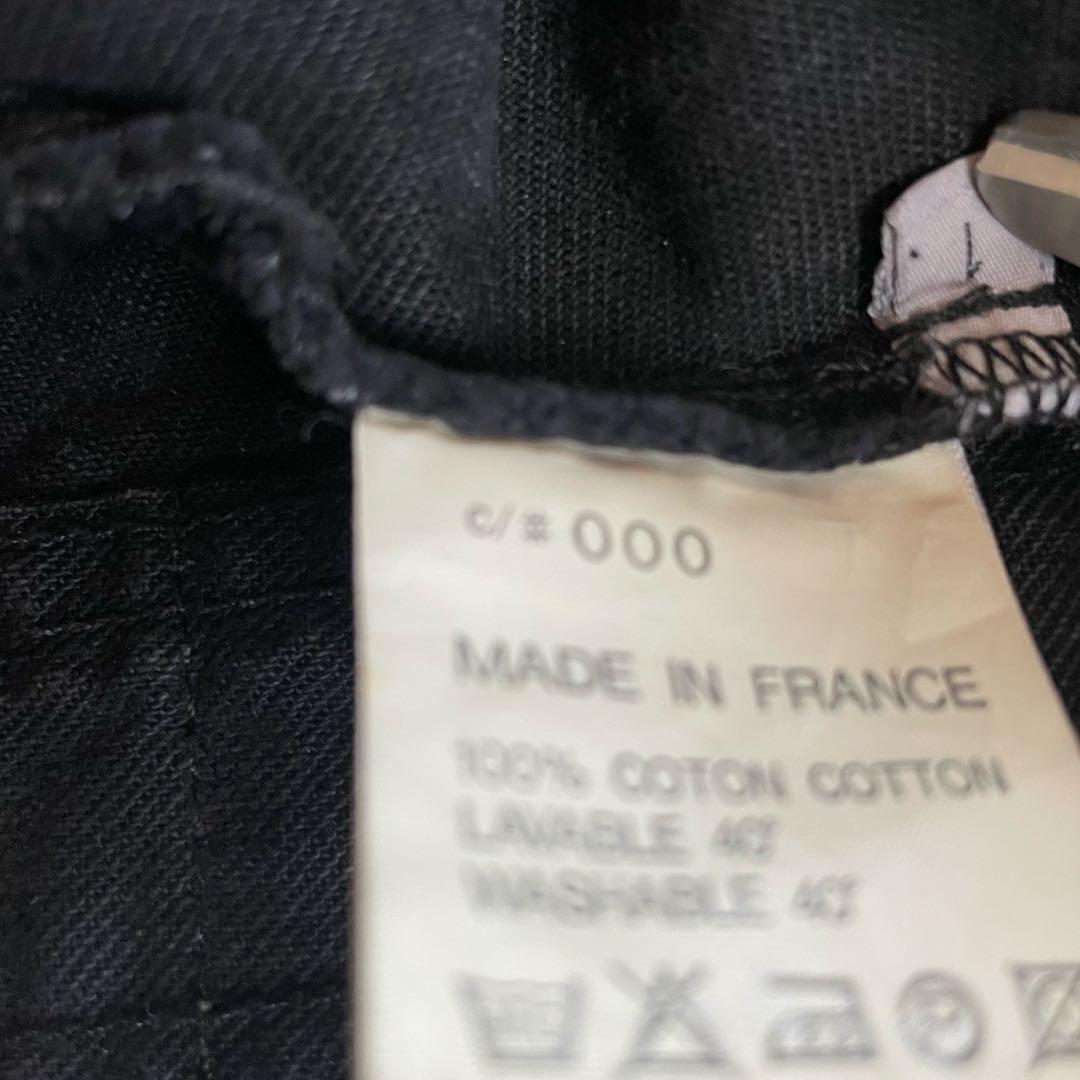 c/# 000
MADE IN FRANCE
100% COTON COTTON
LAVABLE 40°
WASHABLE 40°